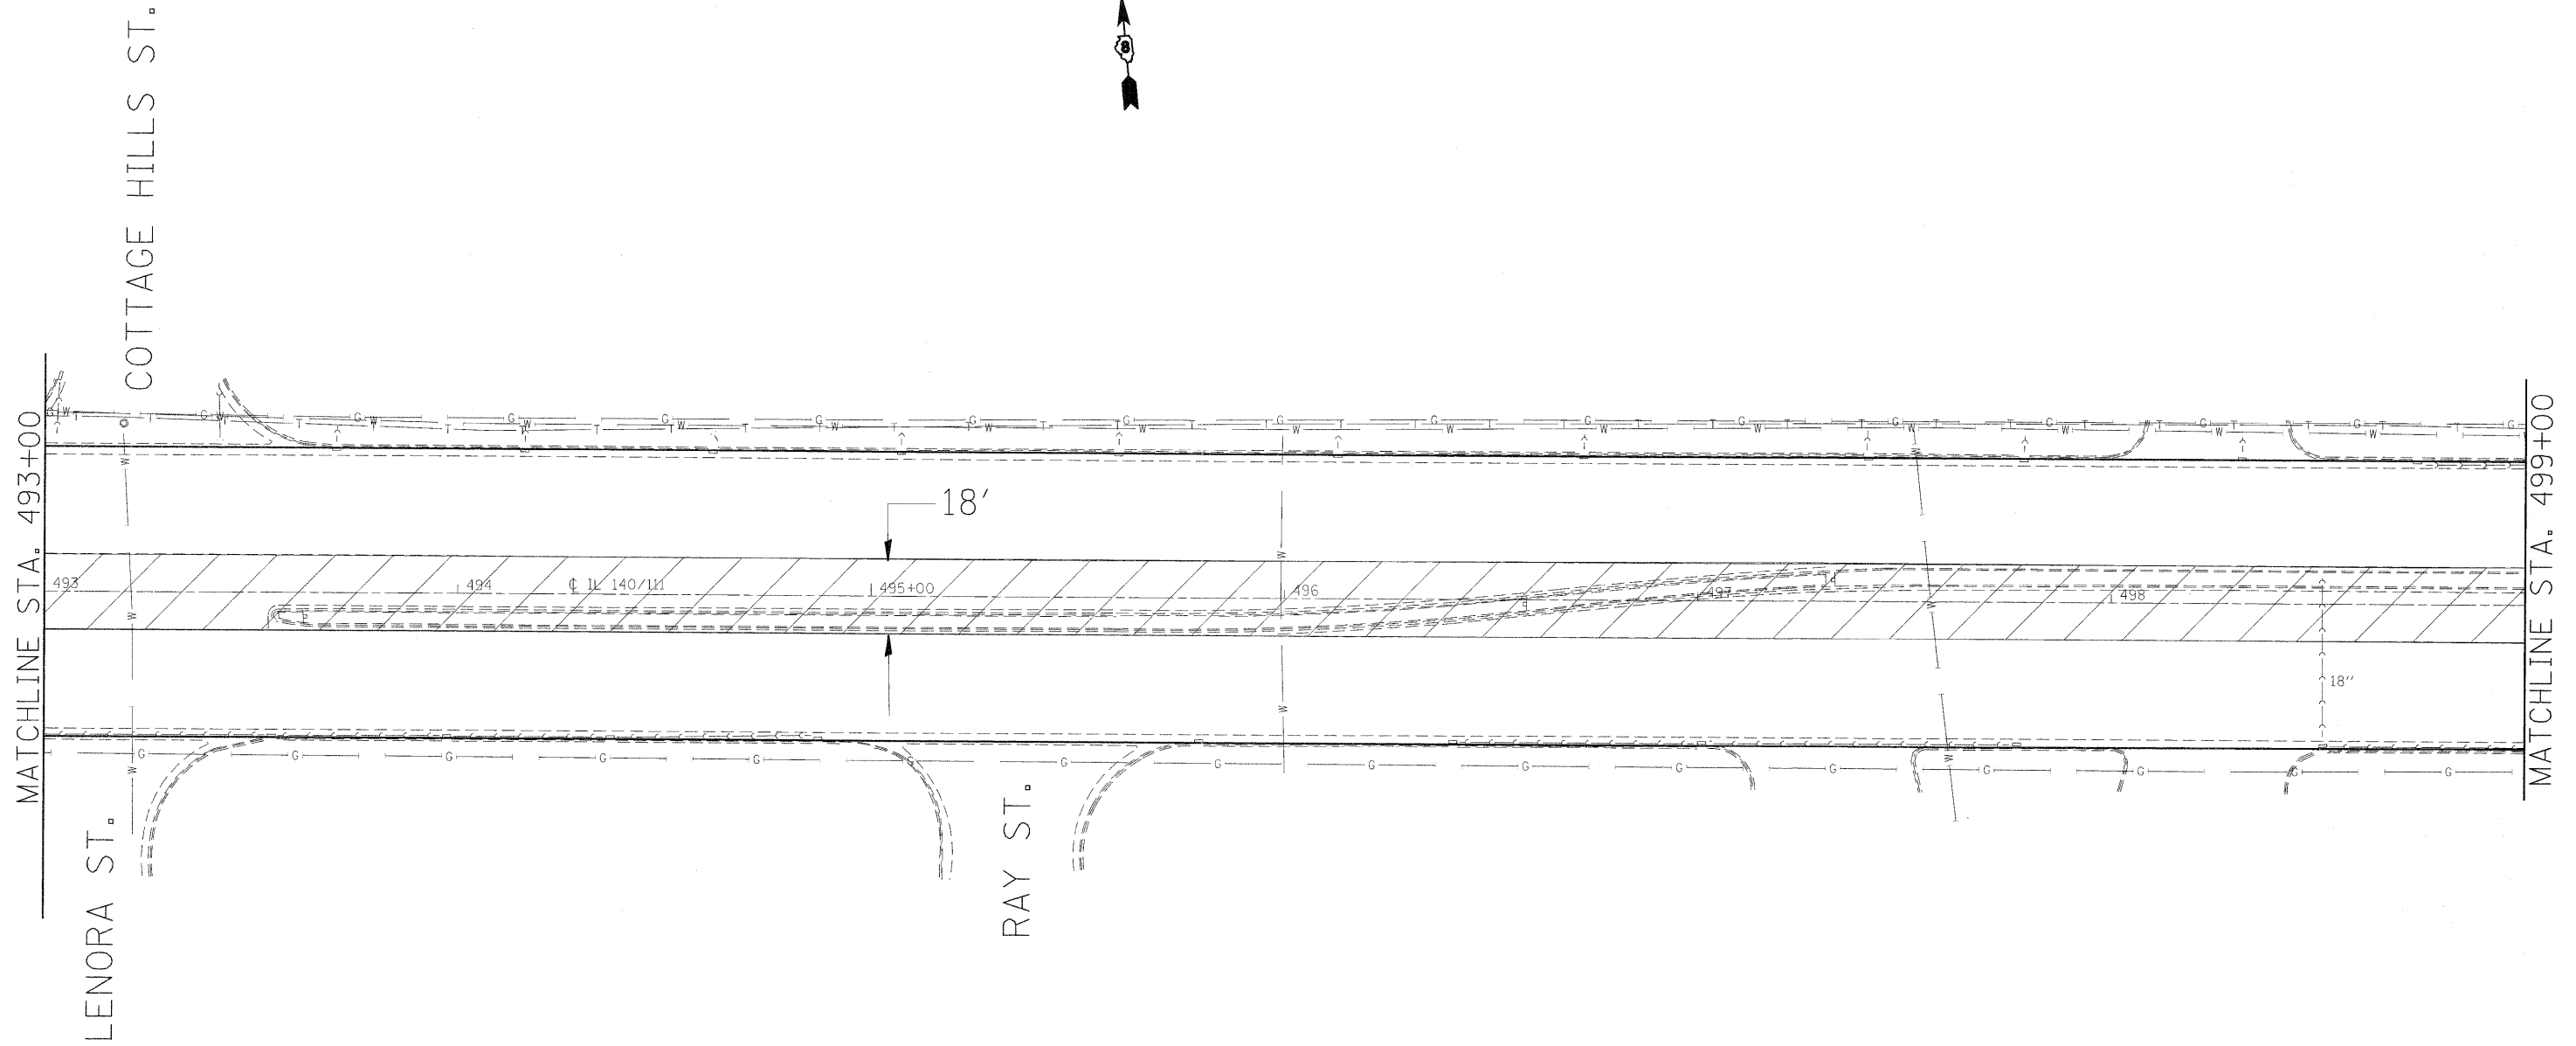 COTTAGE HILLS ST.
8
MATCHLINE STA. 493+00
MATCHLINE STA. 499+00
G W T T G W T G W T G W T G T G W T G T W G T W G T W G T W G T W G T W G T W G T W G T W G
W
W
18'
W
493
494
℄ IL 140/111
495+00
496
497
498
W
W
18''
W
W
G G G G G G G G G G G G G G G G
W
LENORA ST.
RAY ST.